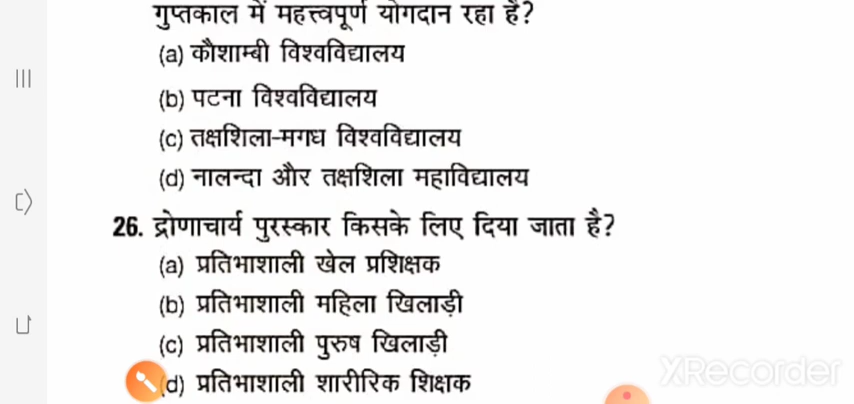 गुप्तकाल में महत्त्वपूर्ण योगदान रहा है?
(a) कौशाम्बी विश्वविद्यालय
(b) पटना विश्वविद्यालय
(c) तक्षशिला-मगध विश्वविद्यालय
(d) नालन्दा और तक्षशिला महाविद्यालय
26. द्रोणाचार्य पुरस्कार किसके लिए दिया जाता है?
(a) प्रतिभाशाली खेल प्रशिक्षक
(b) प्रतिभाशाली महिला खिलाड़ी
(c) प्रतिभाशाली पुरुष खिलाड़ी
(d) प्रतिभाशाली शारीरिक शिक्षक
XRecorder